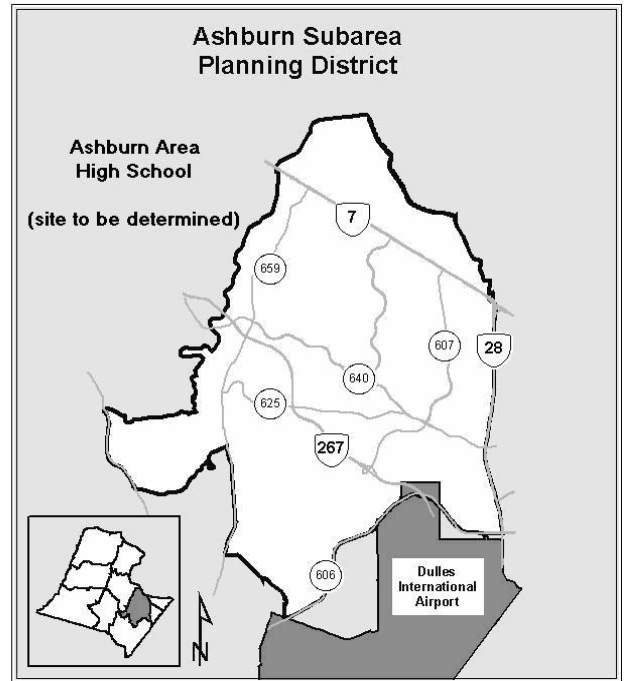 Ashburn Subarea
Planning District
Ashburn Area
High School
(site to be determined)
7
659
607
28
640
625
267
606
Dulles
International
Airport
N